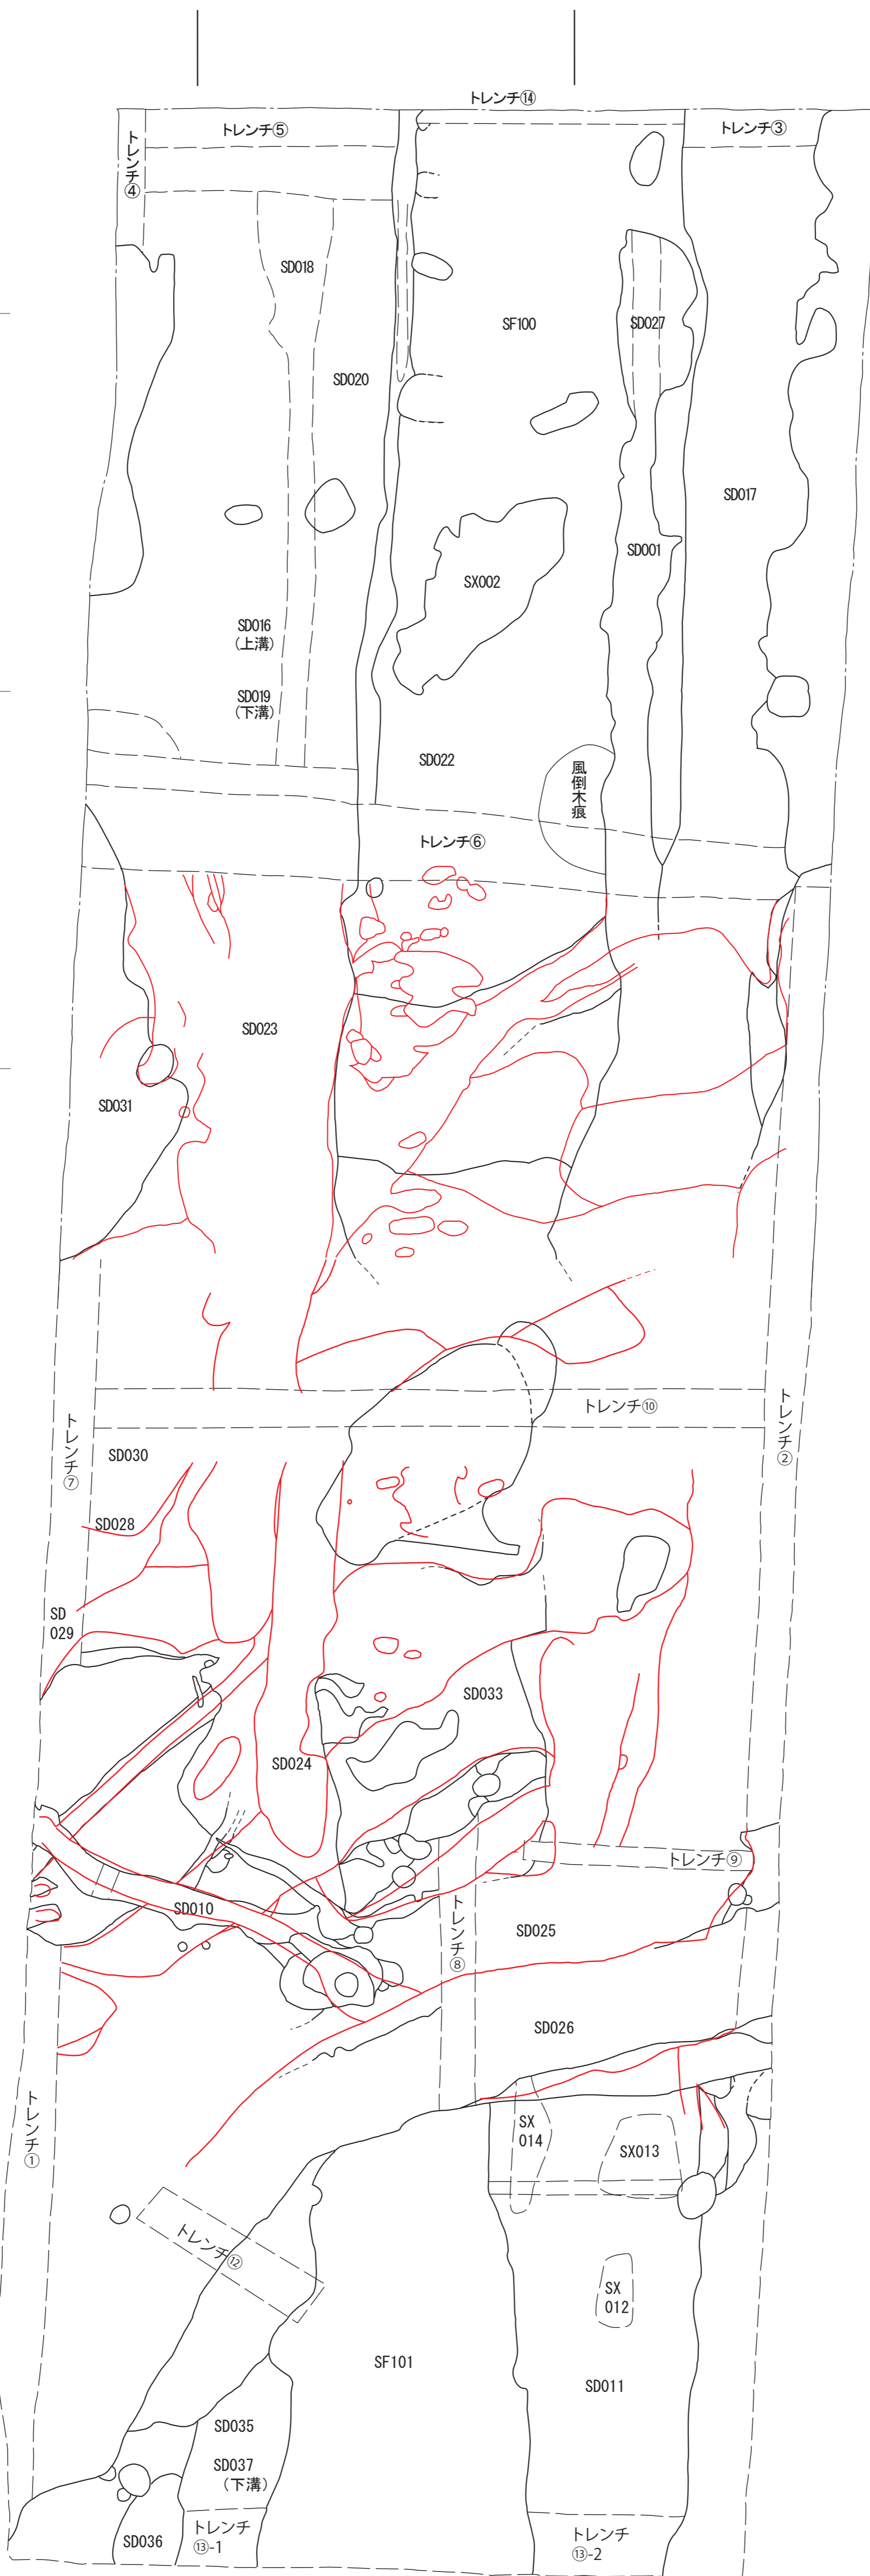 トレンチ⑭
トレンチ⑤
トレンチ③
トレンチ④
SD018
SF100
SD027
SD020
SD017
SD001
SX002
SD016
(上溝)
SD019
(下溝)
SD022
風倒木痕
トレンチ⑥
SD023
SD031
トレンチ⑩
トレンチ②
トレンチ⑦
SD030
SD028
SD
029
SD033
SD024
トレンチ⑨
SD010
トレンチ⑧
SD025
SD026
トレンチ①
SX
014
SX013
トレンチ⑫
SX
012
SF101
SD011
SD035
SD037
(下溝)
トレンチ
⑬-1
トレンチ
⑬-2
SD036